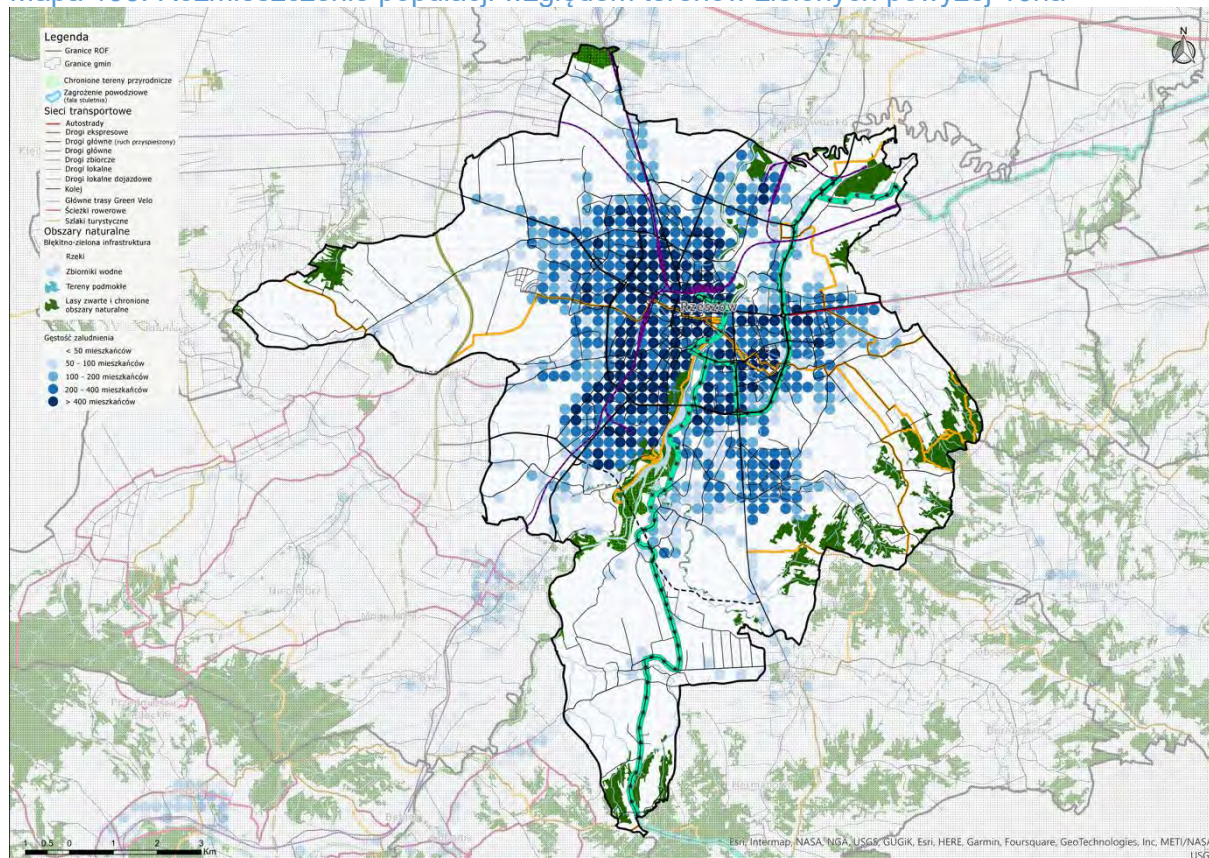 Legenda
Granice ROF
Granice gmin
Chronione tereny przyrodnicze
Zagrożenie powodziowe
(fala stuletnia)
Sieci transportowe
Autostrady
Drogi ekspresowe
Drogi główne (ruch przyspieszony)
Drogi główne
Drogi zbiorcze
Drogi lokalne
Drogi lokalne dojazdowe
Kolej
Główne trasy Green Velo
Ścieżki rowerowe
Szlaki turystyczne
Obszary naturalne
Błękitno-zielona infrastruktura
Rzeki
Zbiorniki wodne
Tereny podmokłe
Lasy zwarte i chronione
obszary naturalne
Gęstość zaludnienia
< 50 mieszkańców
50 - 100 mieszkańców
100 - 200 mieszkańców
200 - 400 mieszkańców
> 400 mieszkańców
N
Rzeszów
1 0.5 0 1 2 3
Km
Esri, Intermap, NASA, NGA, USGS, GUGiK, Esri, HERE, Garmin, Foursquare, GeoTechnologies, Inc, METI/NASA
USG